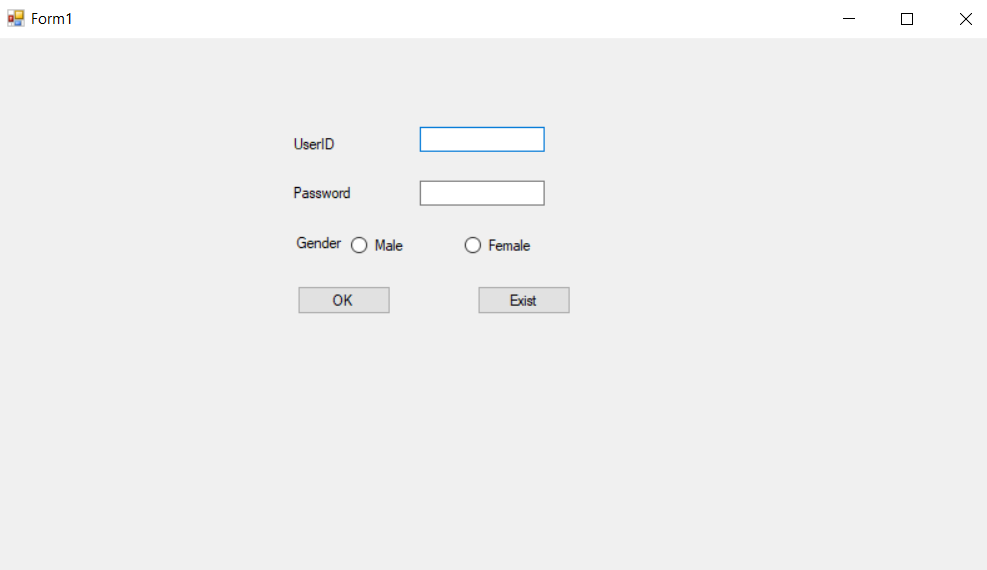 Form1
UserID
Password
Gender Male Female
OK Exist